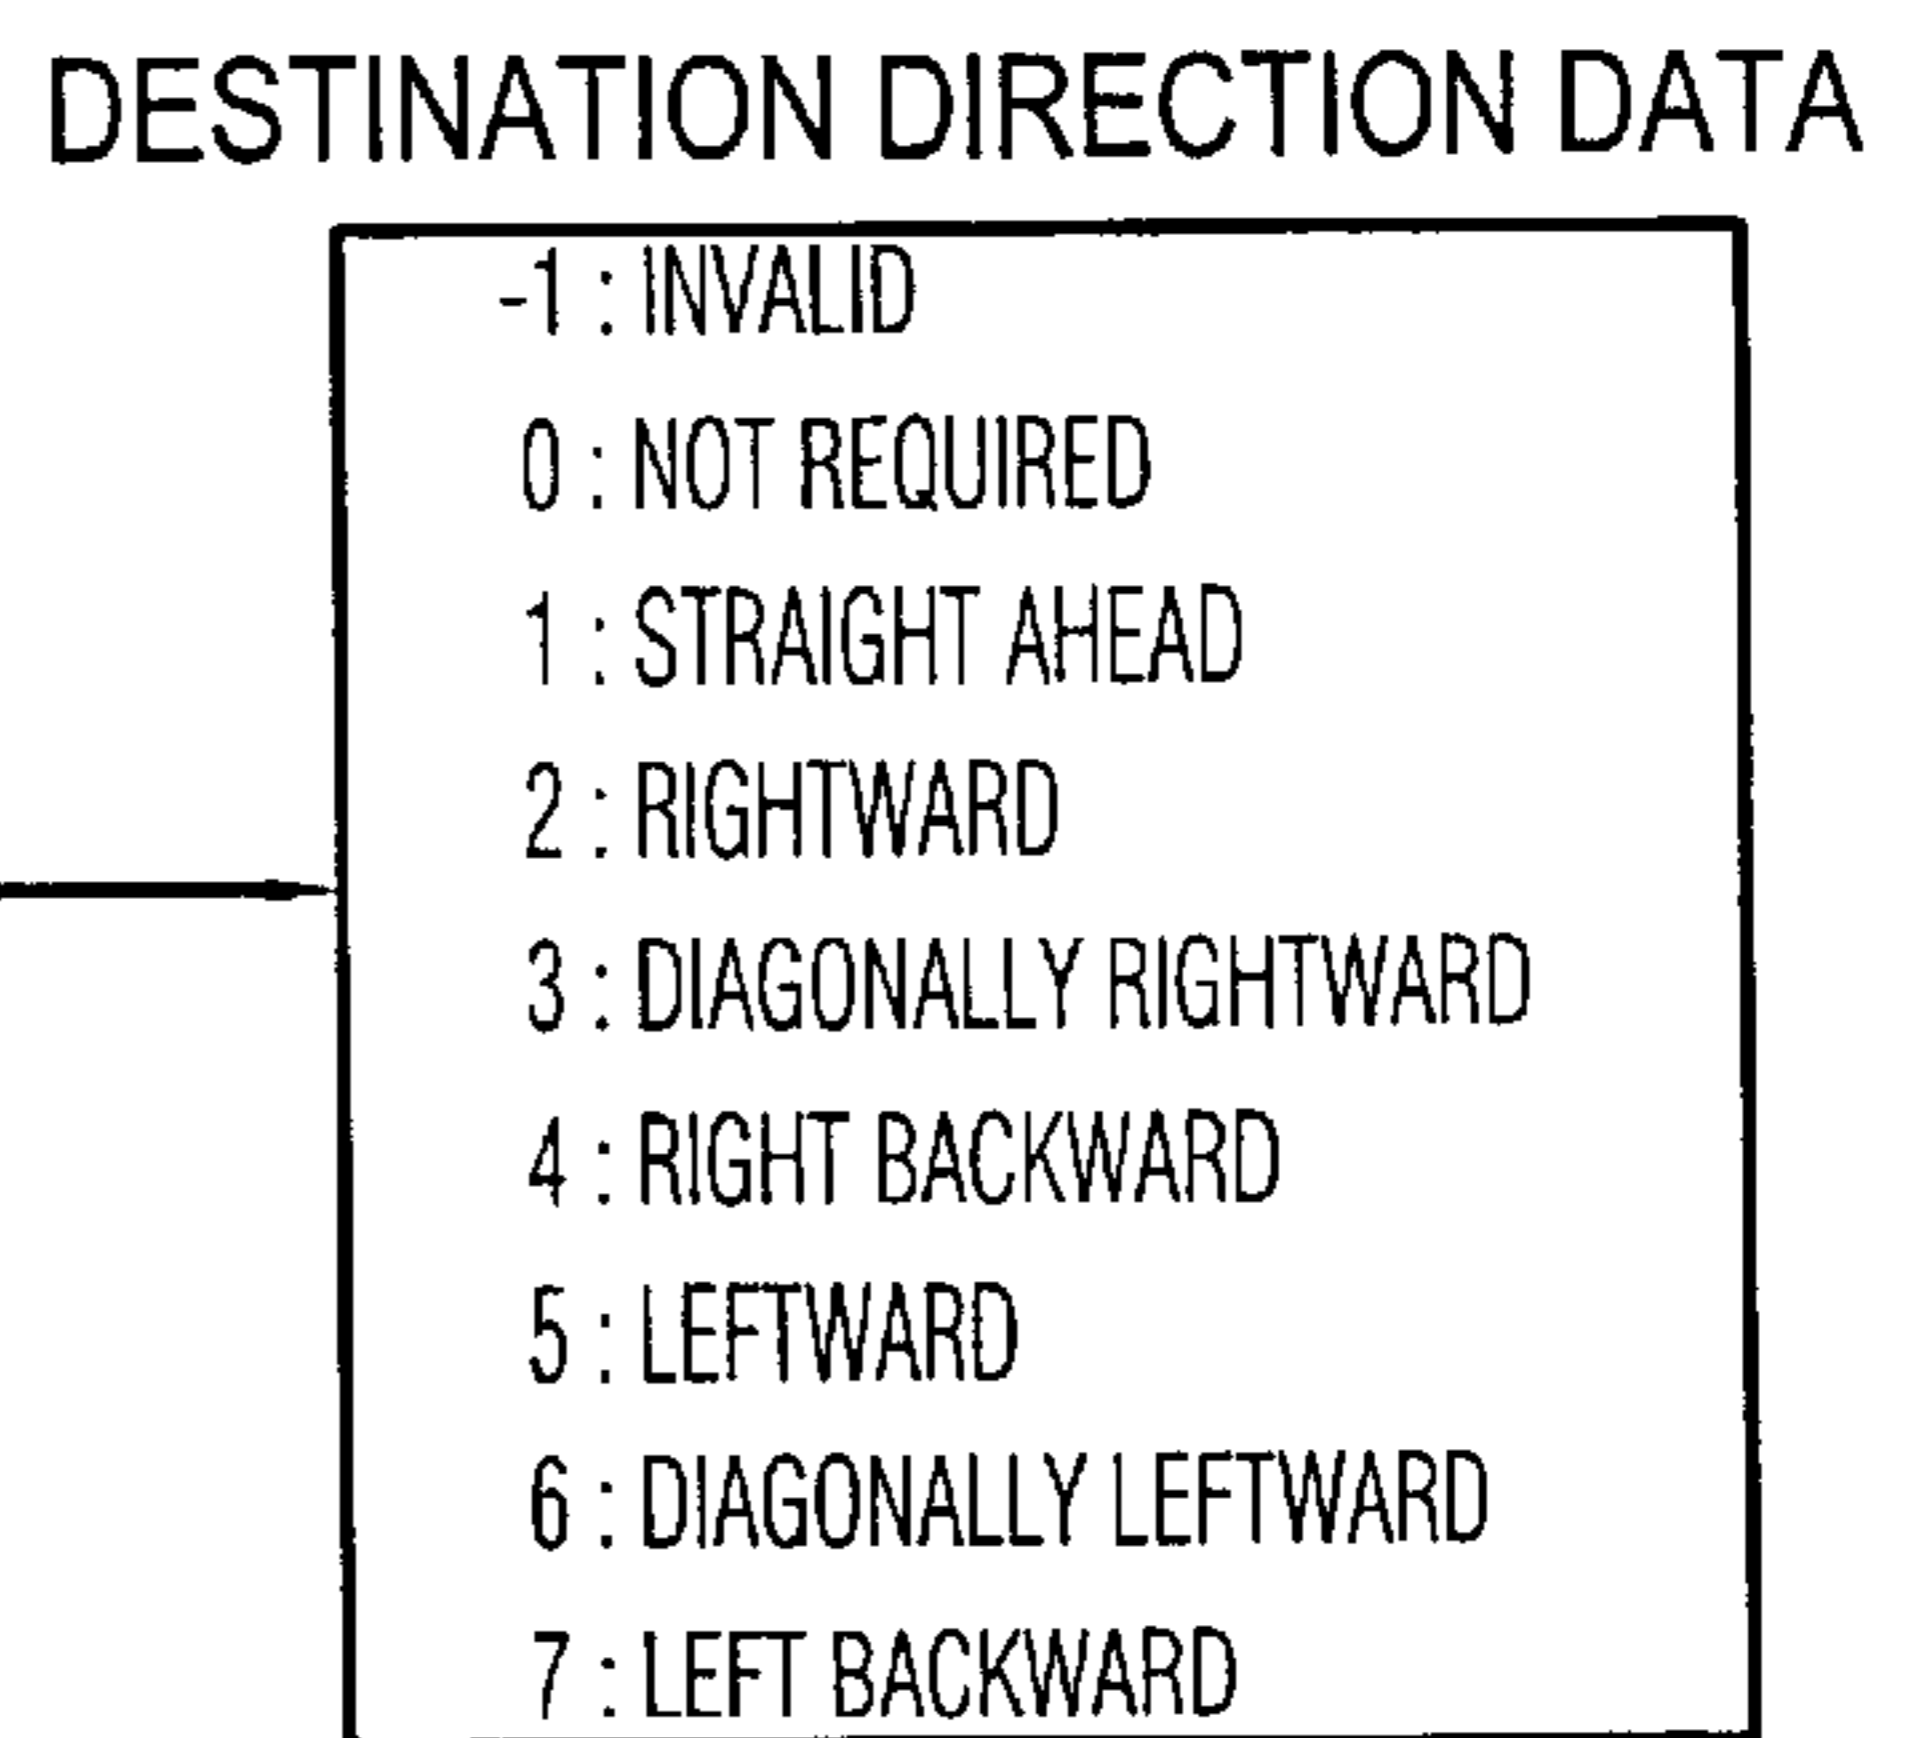 DESTINATION DIRECTION DATA
-1 : INVALID
0 : NOT REQUIRED
1 : STRAIGHT AHEAD
2 : RIGHTWARD
3 : DIAGONALLY RIGHTWARD
4 : RIGHT BACKWARD
5 : LEFTWARD
6 : DIAGONALLY LEFTWARD
7 : LEFT BACKWARD